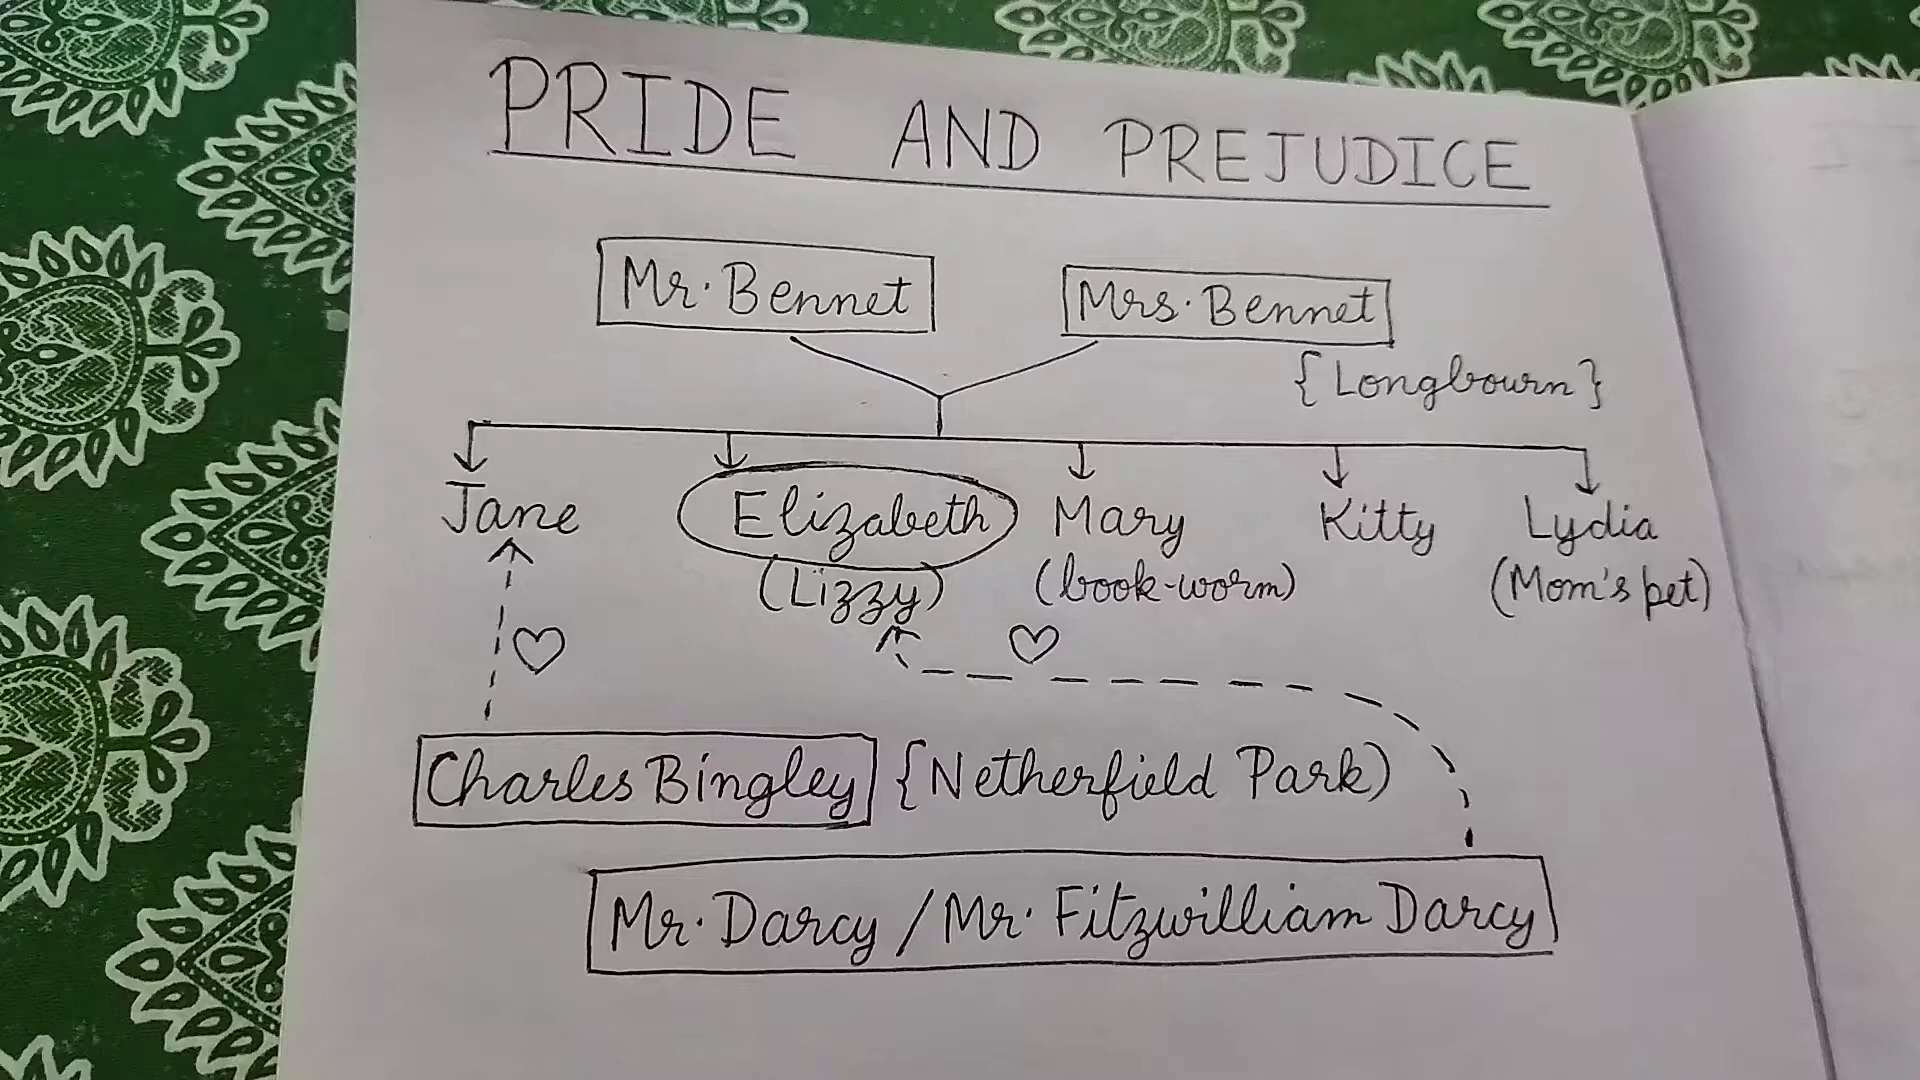 PRIDE AND PREJUDICE
Mr. Bennet Mrs. Bennet
{Longbourn}
Jane Elizabeth Mary Kitty Lydia
(Lizzy) (book-worm) (Mom's pet)
Charles Bingley {Netherfield Park)
Mr. Darcy / Mr. Fitzwilliam Darcy